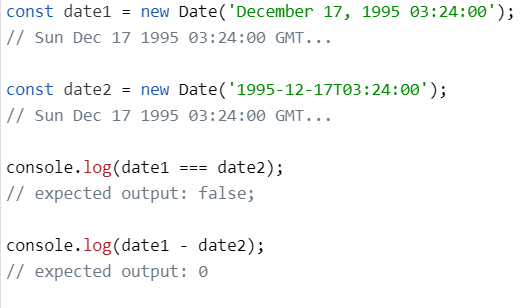 const date1 = new Date('December 17, 1995 03:24:00');
// Sun Dec 17 1995 03:24:00 GMT...
const date2 = new Date('1995-12-17T03:24:00');
// Sun Dec 17 1995 03:24:00 GMT...
console.log(date1 === date2);
// expected output: false;
console.log(date1 - date2);
// expected output: 0